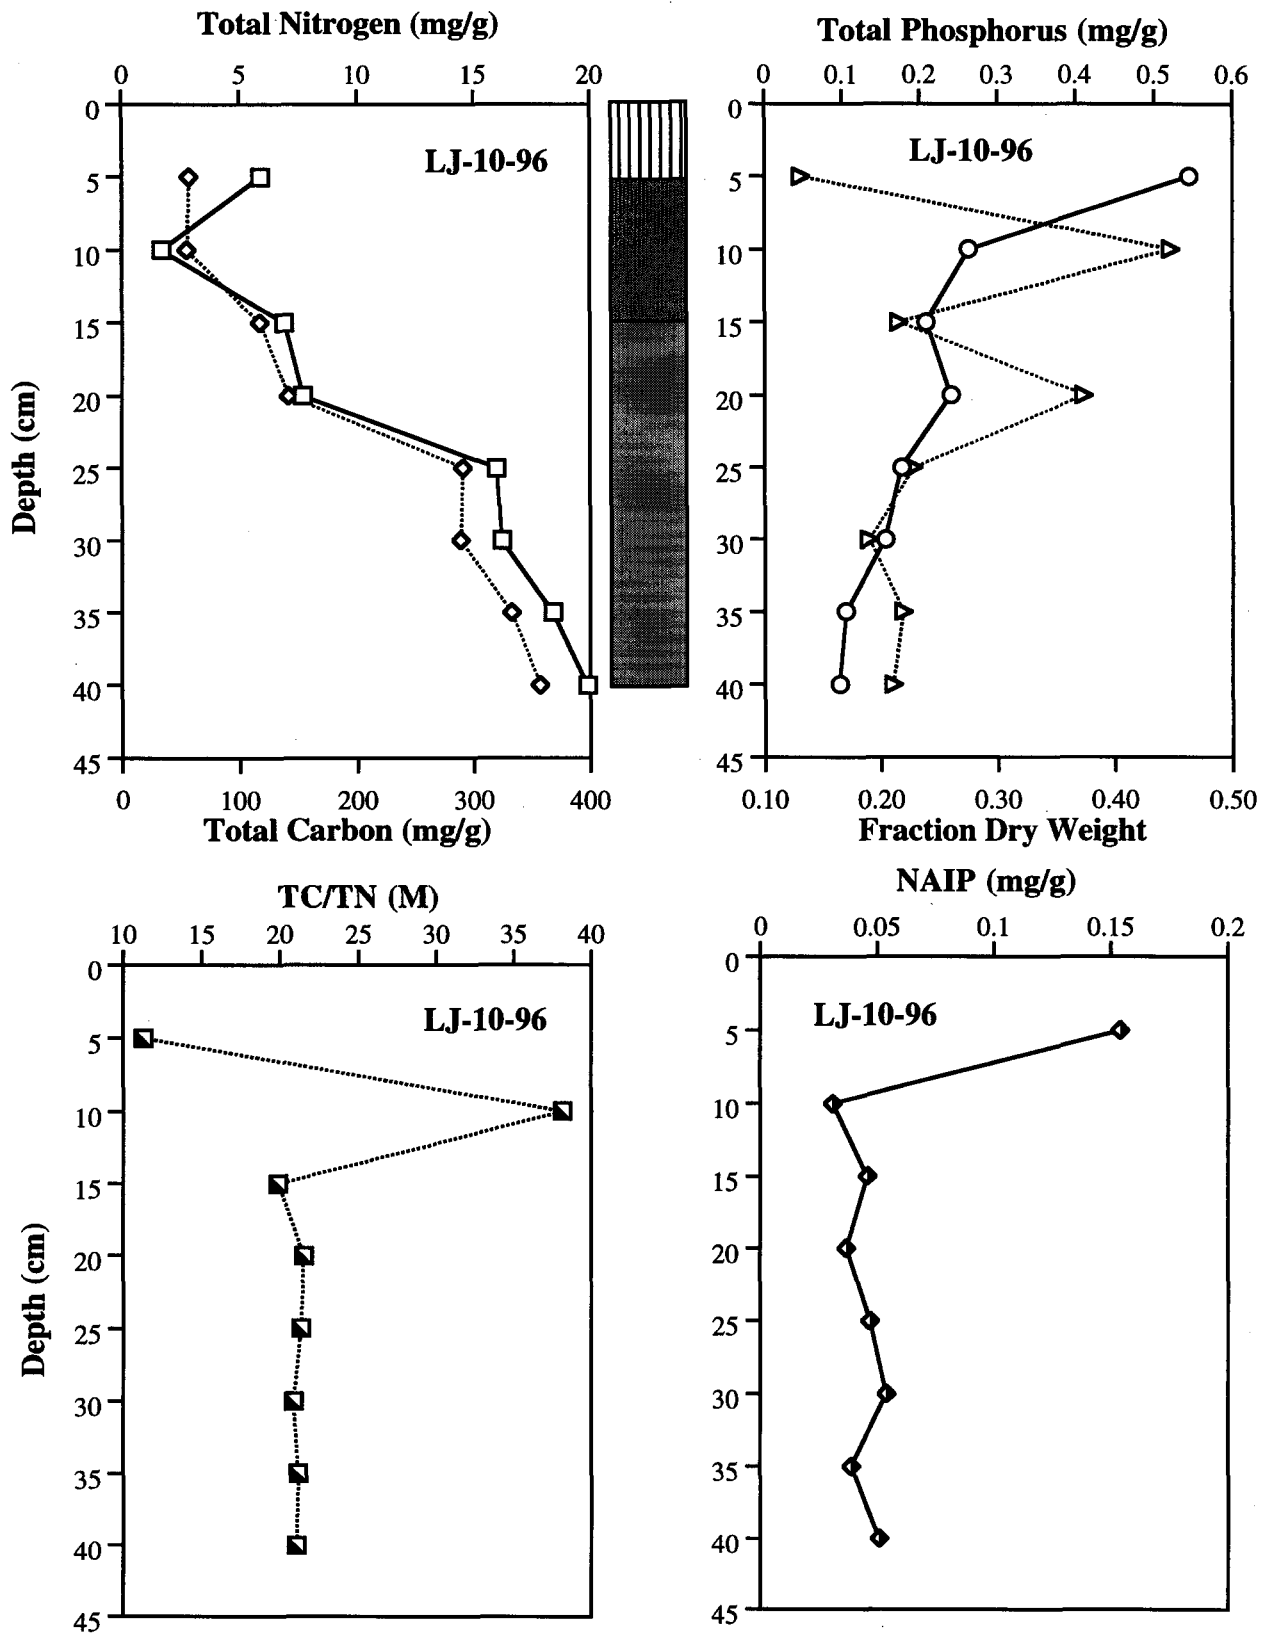 Total Nitrogen (mg/g)
0 5 10 15 20
0
5
10
15
20
25
30
35
40
45
Depth (cm)
LJ-10-96
0 100 200 300 400
Total Carbon (mg/g)
Total Phosphorus (mg/g)
0 0.1 0.2 0.3 0.4 0.5 0.6
0
5
10
15
20
25
30
35
40
45
LJ-10-96
0.10 0.20 0.30 0.40 0.50
Fraction Dry Weight
TC/TN (M)
10 15 20 25 30 35 40
0
5
10
15
20
25
30
35
40
45
Depth (cm)
LJ-10-96
NAIP (mg/g)
0 0.05 0.1 0.15 0.2
0
5
10
15
20
25
30
35
40
45
LJ-10-96